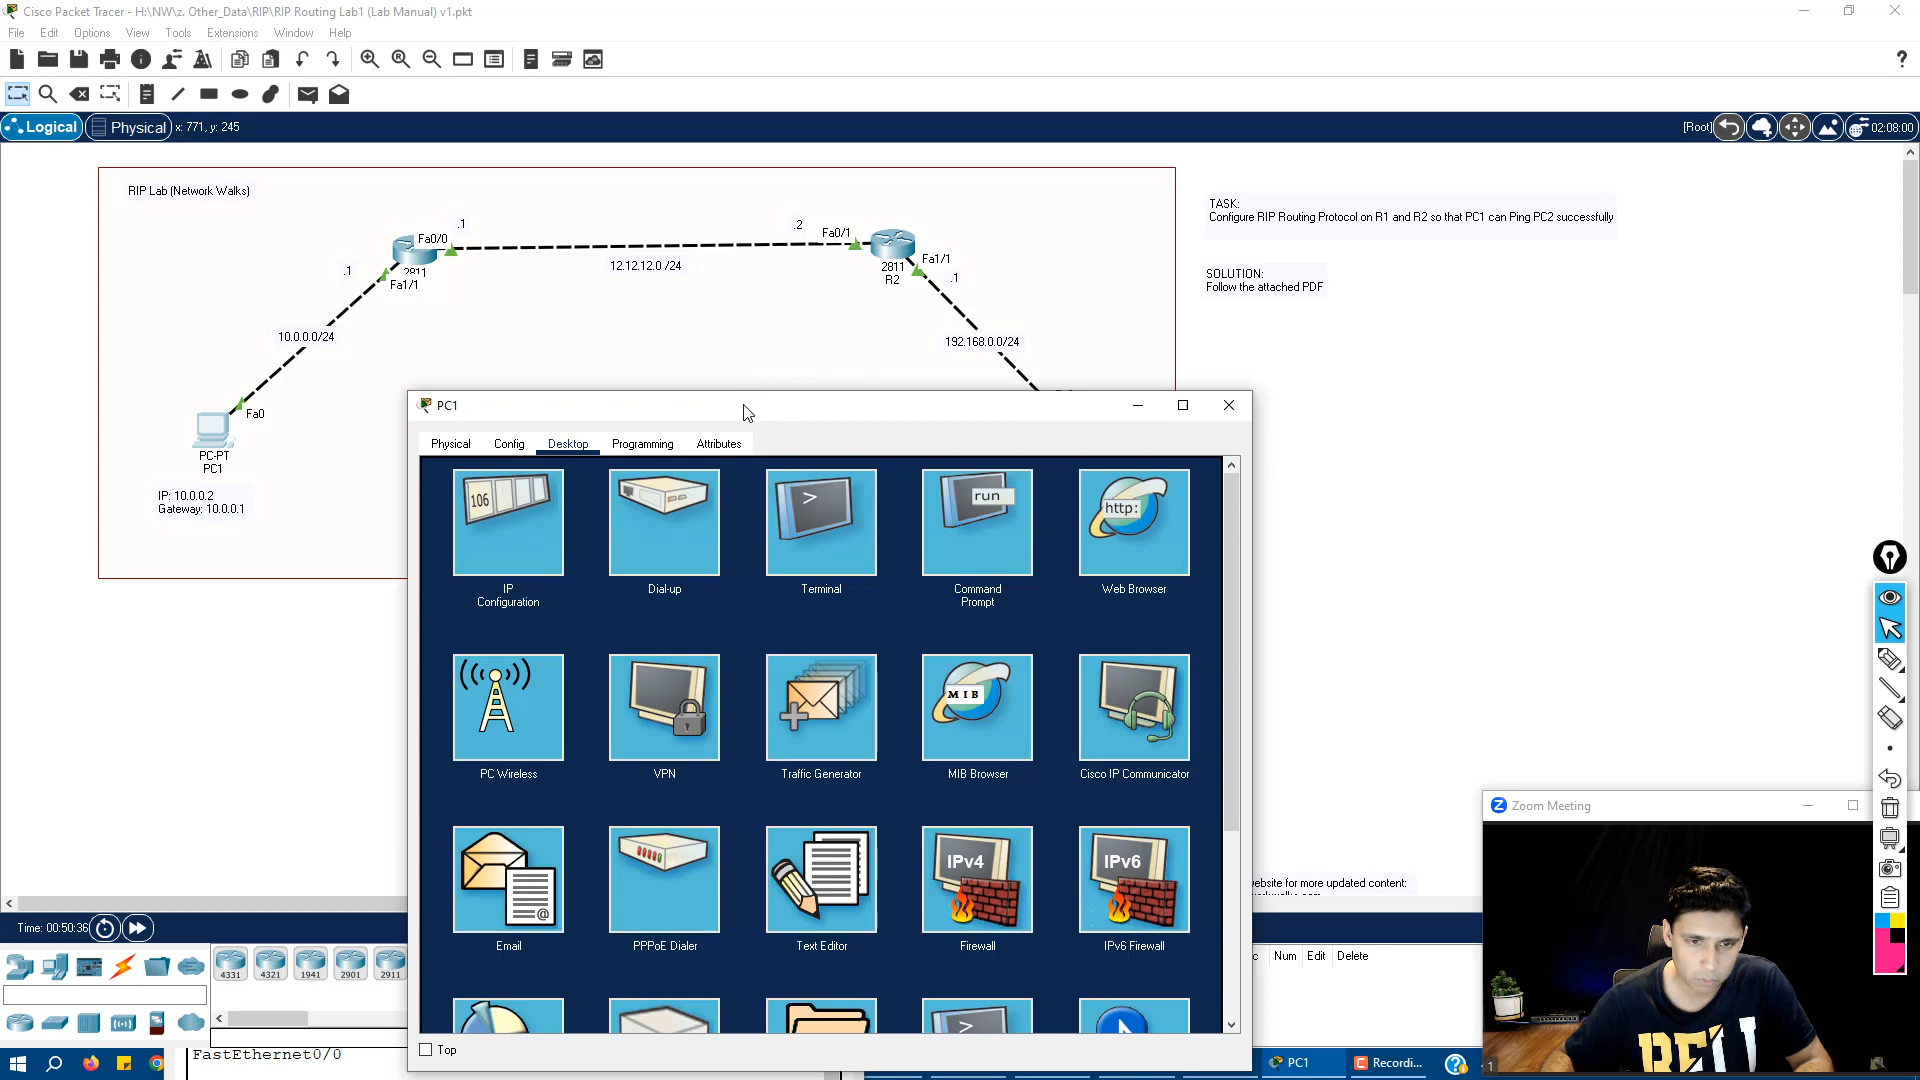 Cisco Packet Tracer - H:\NW\z. Other_Data\RIP\RIP Routing Lab1 (Lab Manual) v1.pkt
File Edit Options View Tools Extensions Window Help
Logical Physical x: 771, y: 245 [Root] 02:08:00
RIP Lab (Network Walks)
TASK:
Configure RIP Routing Protocol on R1 and R2 so that PC1 can Ping PC2 successfully
SOLUTION:
Follow the attached PDF
.1
Fa0/0
.2
Fa0/1
12.12.12.0 /24
.1
2811
Fa1/1
2811
R2
Fa1/1
.1
10.0.0.0/24
192.168.0.0/24
Fa0
PC-PT
PC1
IP: 10.0.0.2
Gateway: 10.0.0.1
PC1
Physical Config Desktop Programming Attributes
106
>
run
http:
IP
Configuration
Dial-up
Terminal
Command
Prompt
Web Browser
MIB
PC Wireless
VPN
Traffic Generator
MIB Browser
Cisco IP Communicator
@
IPv4
IPv6
Email
PPPoE Dialer
Text Editor
Firewall
IPv6 Firewall
>
Top
Zoom Meeting
ebsite for more updated content:
Time: 00:50:36
4331 4321 1941 2901 2911
Num Edit Delete
FastEthernet0/0
PC1
Recordi...
1